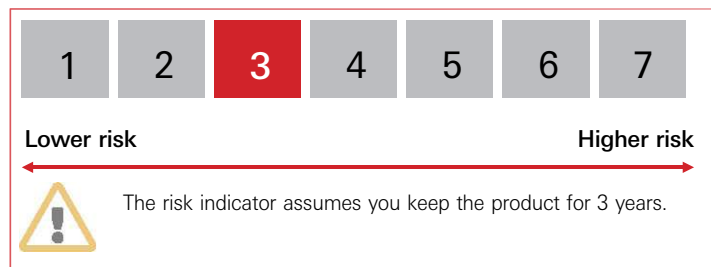 1 2 3 4 5 6 7
Lower risk Higher risk
The risk indicator assumes you keep the product for 3 years.